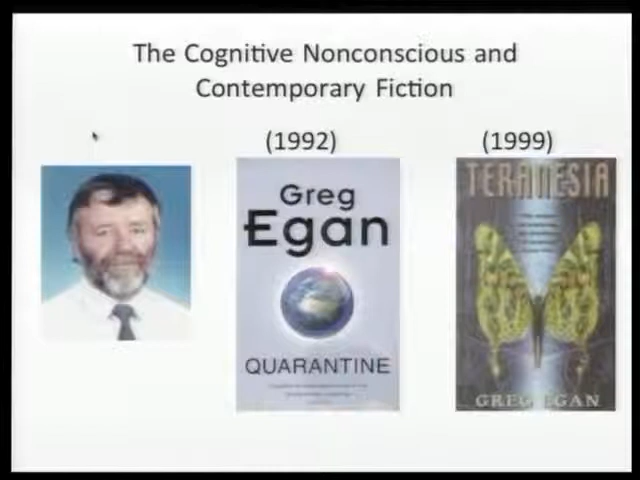 The Cognitive Nonconscious and
Contemporary Fiction
(1992)
(1999)
Greg
Egan
QUARANTINE
TERANESIA
GREG EGAN